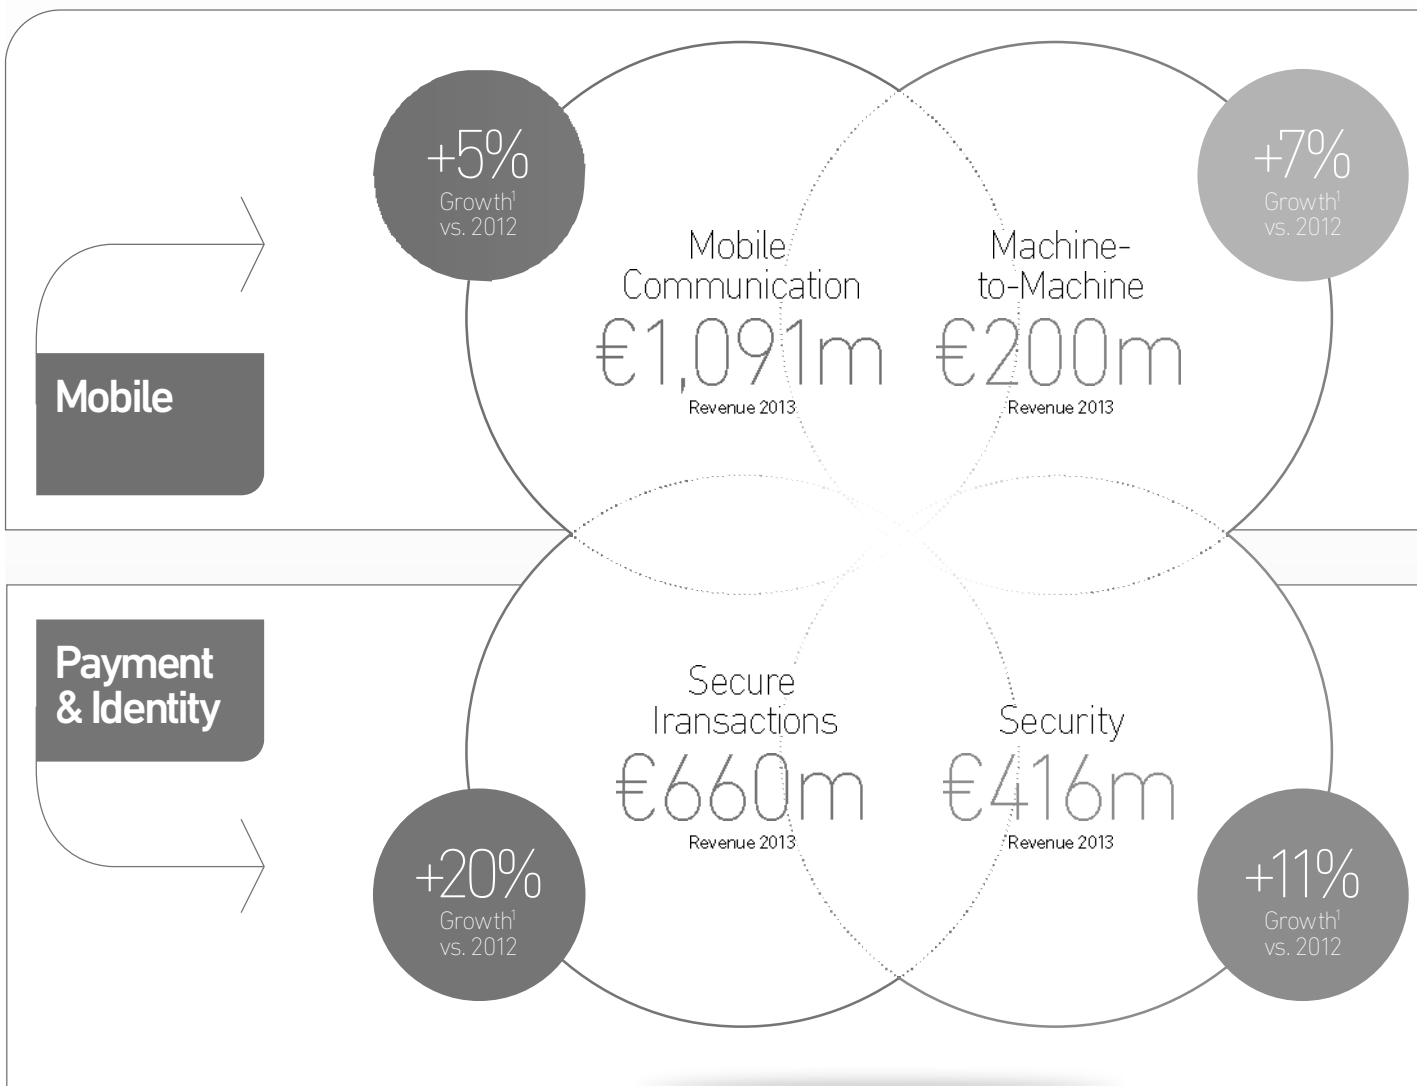 +5%
Growth¹
vs. 2012
+7%
Growth¹
vs. 2012
Mobile
Communication
€1,091m
Revenue 2013
Machine-
to-Machine
€200m
Revenue 2013
Mobile
Payment
& Identity
Secure
Transactions
€660m
Revenue 2013
Security
€416m
Revenue 2013
+20%
Growth¹
vs. 2012
+11%
Growth¹
vs. 2012